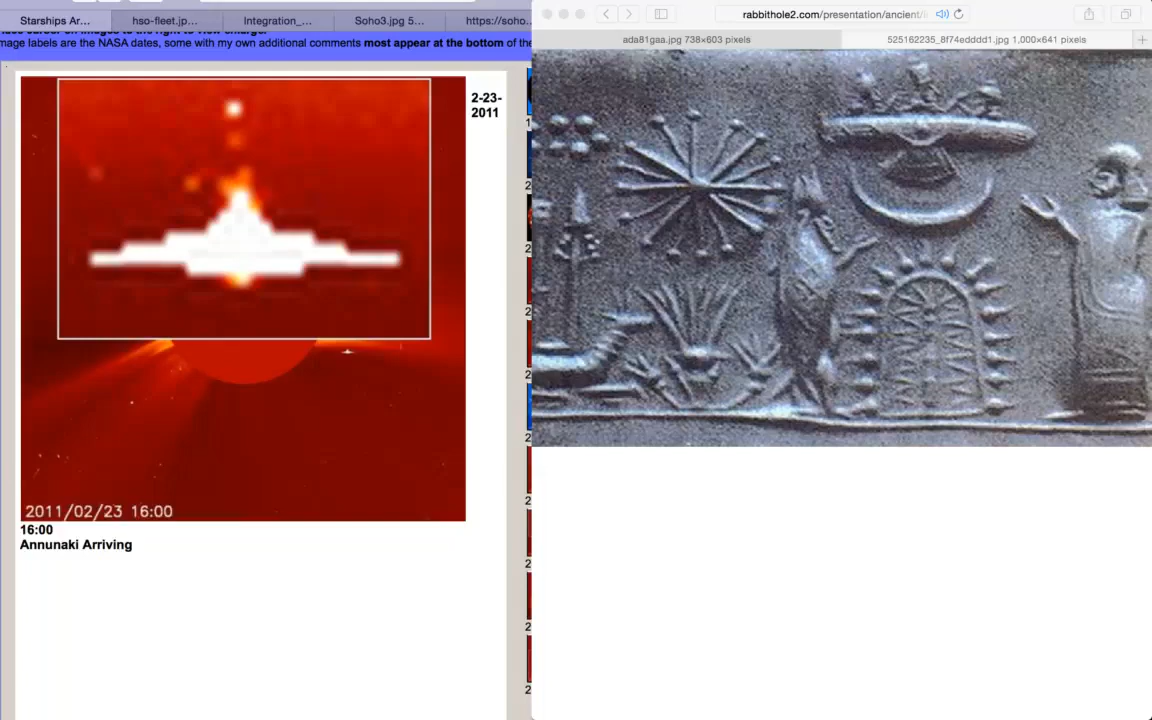 Starships Ar... hso-fleet.jp... Integration_... Soho3.jpg 5... https://soho.
mage labels are the NASA dates, some with my own additional comments most appear at the bottom of the
2-23-
2011
2011/02/23 16:00
16:00
Annunaki Arriving
rabbithole2.com/presentation/ancient/
ada81gaa.jpg 738×603 pixels
525162235_8f74edddd1.jpg 1,000×641 pixels